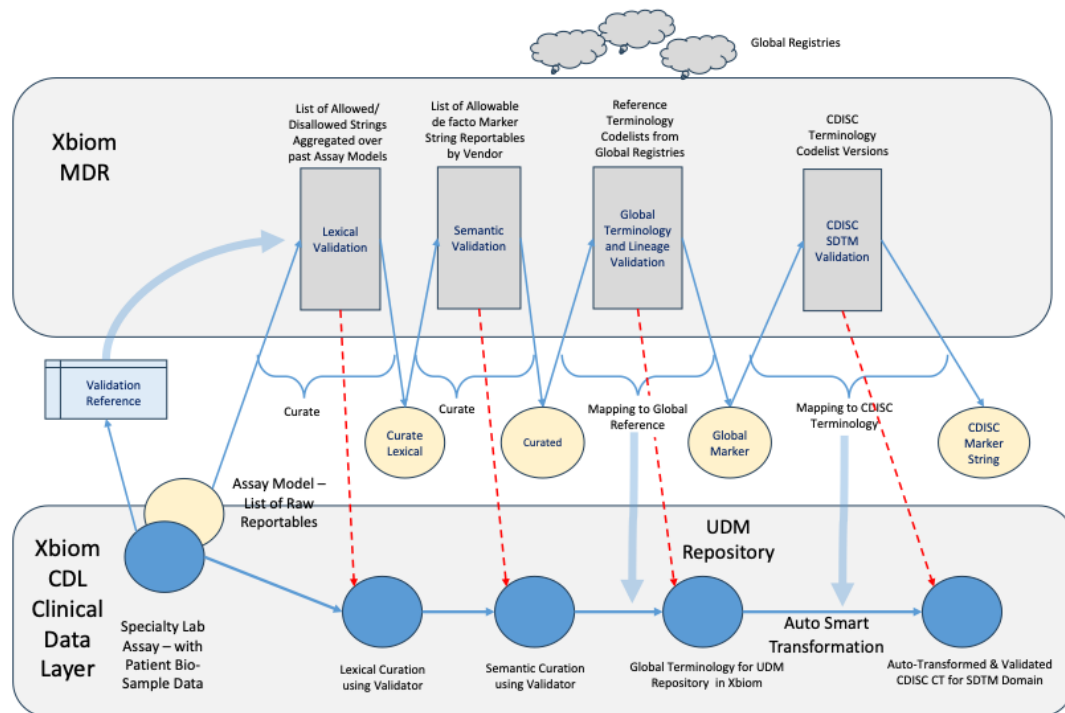 Global Registries
Xbiom
MDR
List of Allowed/
Disallowed Strings
Aggregated over
past Assay Models
List of Allowable
de facto Marker
String Reportables
by Vendor
Reference
Terminology
Codelists from
Global Registries
CDISC
Terminology
Codelist Versions
Lexical
Validation
Semantic
Validation
Global
Terminology
and Lineage
Validation
CDISC
SDTM
Validation
Validation
Reference
Curate
Curate
Mapping to Global
Reference
Mapping to CDISC
Terminology
Curate
Lexical
Curated
Global
Marker
CDISC
Marker
String
Assay Model –
List of Raw
Reportables
Xbiom
CDL
Clinical
Data
Layer
UDM
Repository
Specialty Lab
Assay – with
Patient Bio-
Sample Data
Auto Smart
Transformation
Lexical Curation
using Validator
Semantic Curation
using Validator
Global Terminology for UDM
Repository in Xbiom
Auto-Transformed & Validated
CDISC CT for SDTM Domain